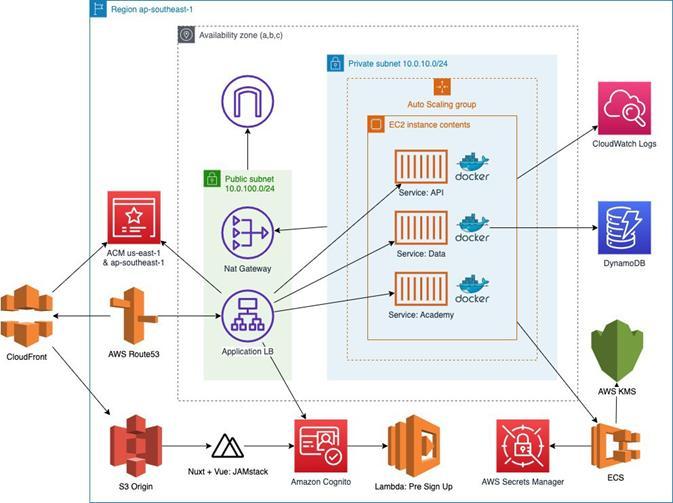 Region ap-southeast-1
Availability zone (a,b,c)
Private subnet 10.0.10.0/24
Auto Scaling group
EC2 instance contents
CloudWatch Logs
docker
Service: API
Public subnet
10.0.100.0/24
docker
Service: Data
DynamoDB
Nat Gateway
ACM us-east-1
& ap-southeast-1
docker
Service: Academy
CloudFront
AWS Route53
Application LB
AWS KMS
S3 Origin
Nuxt + Vue: JAMstack
Amazon Cognito
Lambda: Pre Sign Up
AWS Secrets Manager
ECS